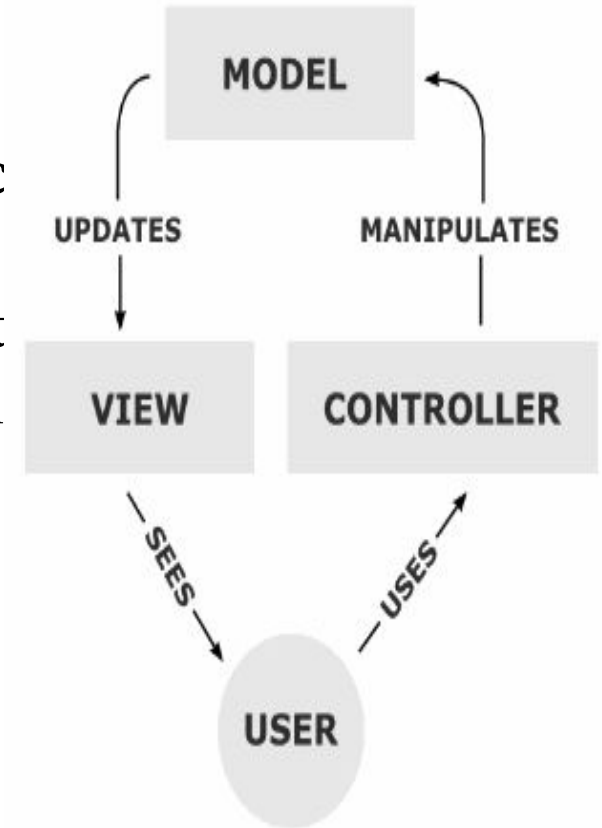 MODEL
UPDATES
MANIPULATES
VIEW
CONTROLLER
SEES
USES
USER